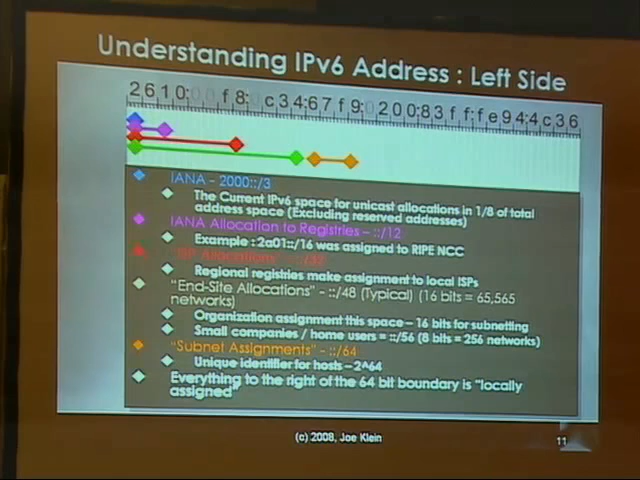 Understanding IPv6 Address : Left Side
2610:00f8:0c34:67f9:0200:83ff:fe94:4c36
IANA - 2000::/3
The Current IPv6 space for unicast allocations in 1/8 of total
address space (Excluding reserved addresses)
IANA Allocation to Registries – ::/12
Example : 2a01::/16 was assigned to RIPE NCC
"ISP Allocations" - ::/32
Regional registries make assignment to local ISPs
"End-Site Allocations" - ::/48 (Typical) (16 bits = 65,565
networks)
Organization assignment this space – 16 bits for subnetting
Small companies / home users = ::/56 (8 bits = 256 networks)
"Subnet Assignments" - ::/64
Unique identifier for hosts – 2^64
Everything to the right of the 64 bit boundary is "locally
assigned"
(c) 2008, Joe Klein
11